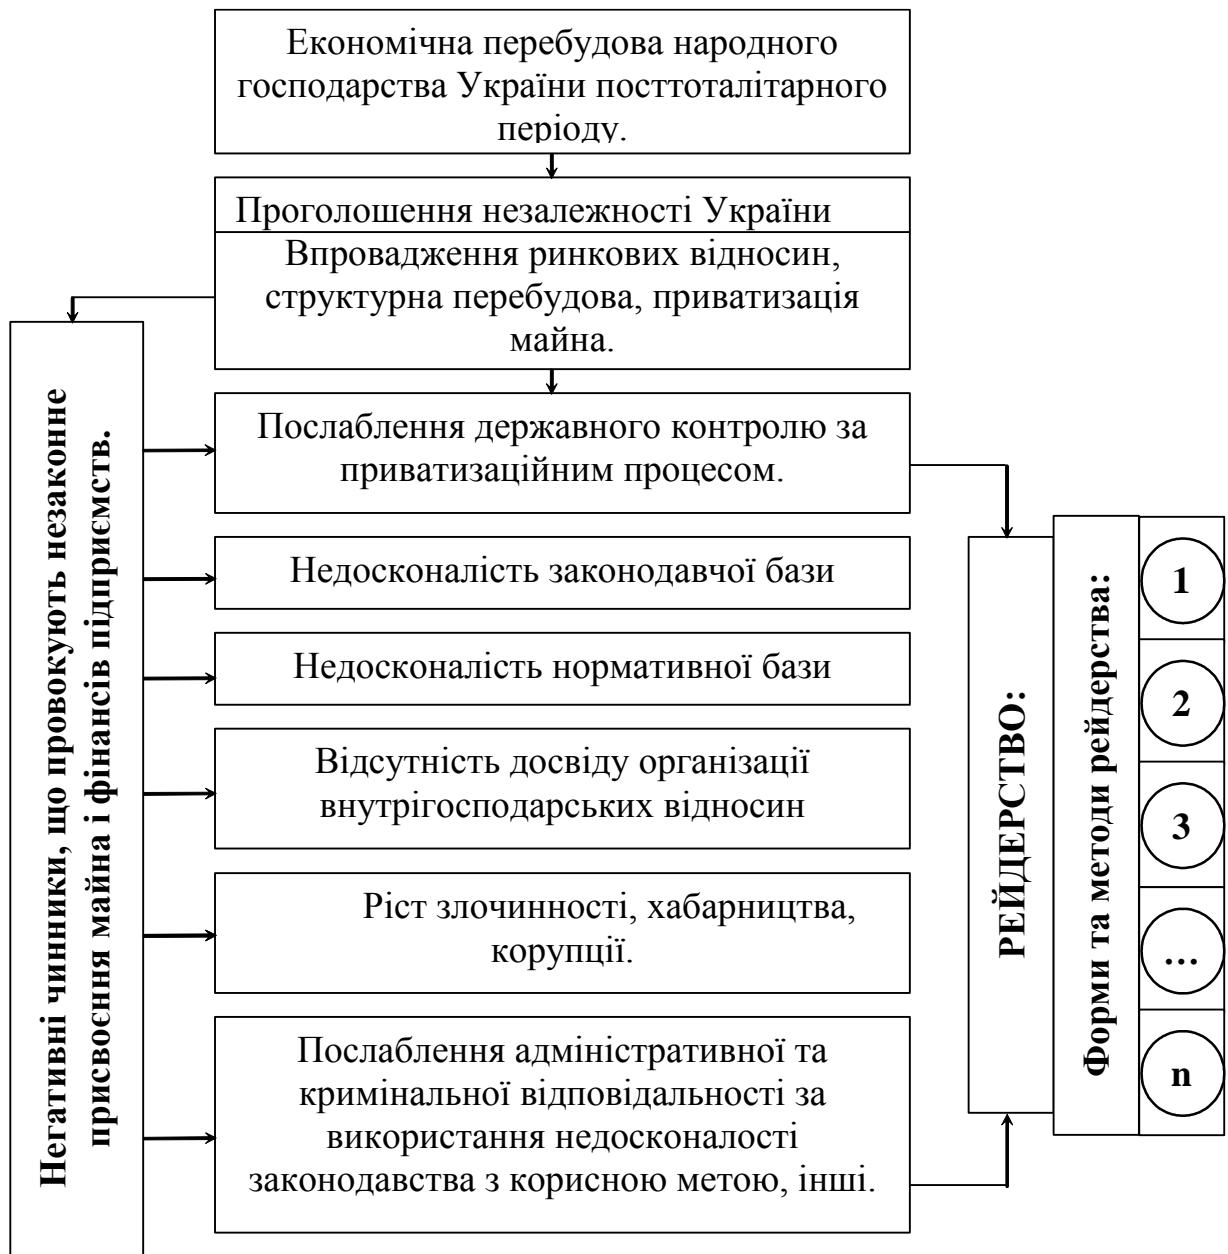 Економічна перебудова народного
господарства України посттоталітарного
періоду.
Проголошення незалежності України
Впровадження ринкових відносин,
структурна перебудова, приватизація
майна.
Негативні чинники, що провокують незаконне
присвоєння майна і фінансів підприємств.
Послаблення державного контролю за
приватизаційним процесом.
Недосконалість законодавчої бази
Недосконалість нормативної бази
Відсутність досвіду організації
внутрігосподарських відносин
Ріст злочинності, хабарництва,
корупції.
Послаблення адміністративної та
кримінальної відповідальності за
використання недосконалості
законодавства з корисною метою, інші.
РЕЙДЕРСТВО:
Форми та методи рейдерства:
1
2
3
...
n